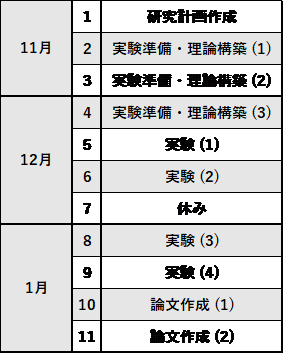 11月
1 研究計画作成
2 実験準備・理論構築 (1)
3 実験準備・理論構築 (2)
12月
4 実験準備・理論構築 (3)
5 実験 (1)
6 実験 (2)
7 休み
1月
8 実験 (3)
9 実験 (4)
10 論文作成 (1)
11 論文作成 (2)